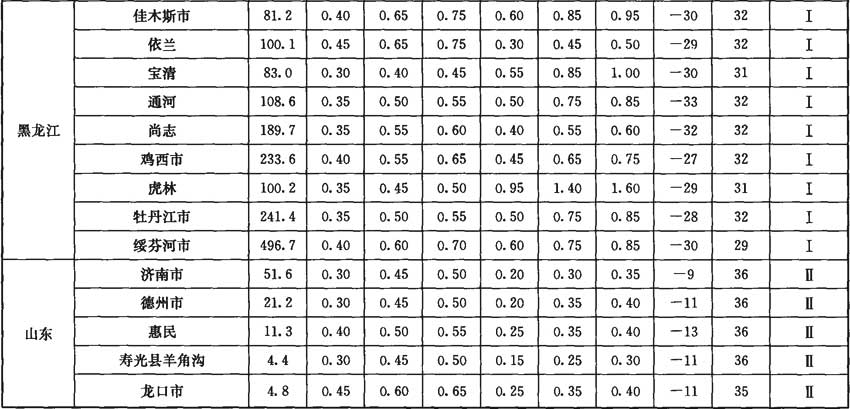 黑龙江
佳木斯市 81.2 0.40 0.65 0.75 0.60 0.85 0.95 -30 32 Ⅰ
依兰 100.1 0.45 0.65 0.75 0.30 0.45 0.50 -29 32 Ⅰ
宝清 83.0 0.30 0.40 0.45 0.55 0.85 1.00 -30 31 Ⅰ
通河 108.6 0.35 0.50 0.55 0.50 0.75 0.85 -33 32 Ⅰ
尚志 189.7 0.35 0.55 0.60 0.40 0.55 0.60 -32 32 Ⅰ
鸡西市 233.6 0.40 0.55 0.65 0.45 0.65 0.75 -27 32 Ⅰ
虎林 100.2 0.35 0.45 0.50 0.95 1.40 1.60 -29 31 Ⅰ
牡丹江市 241.4 0.35 0.50 0.55 0.50 0.75 0.85 -28 32 Ⅰ
绥芬河市 496.7 0.40 0.60 0.70 0.60 0.75 0.85 -30 29 Ⅰ
山东
济南市 51.6 0.30 0.45 0.50 0.20 0.30 0.35 -9 36 Ⅱ
德州市 21.2 0.30 0.45 0.50 0.20 0.35 0.40 -11 36 Ⅱ
惠民 11.3 0.40 0.50 0.55 0.25 0.35 0.40 -13 36 Ⅱ
寿光县羊角沟 4.4 0.30 0.45 0.50 0.15 0.25 0.30 -11 36 Ⅱ
龙口市 4.8 0.45 0.60 0.65 0.25 0.35 0.40 -11 35 Ⅱ